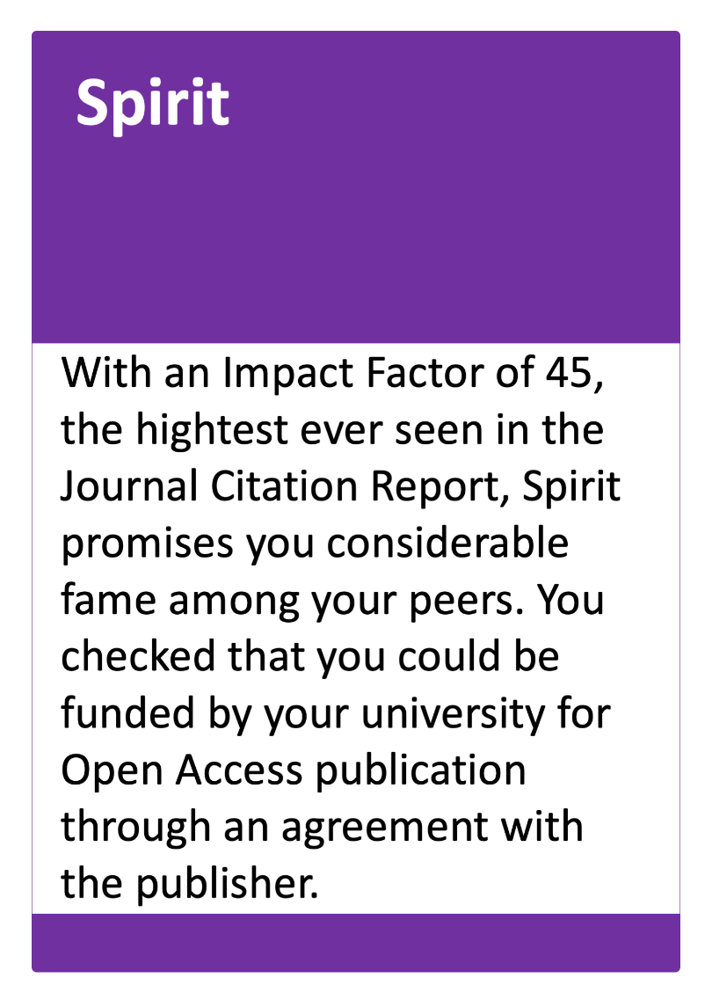 Spirit
With an Impact Factor of 45,
the hightest ever seen in the
Journal Citation Report, Spirit
promises you considerable
fame among your peers. You
checked that you could be
funded by your university for
Open Access publication
through an agreement with
the publisher.